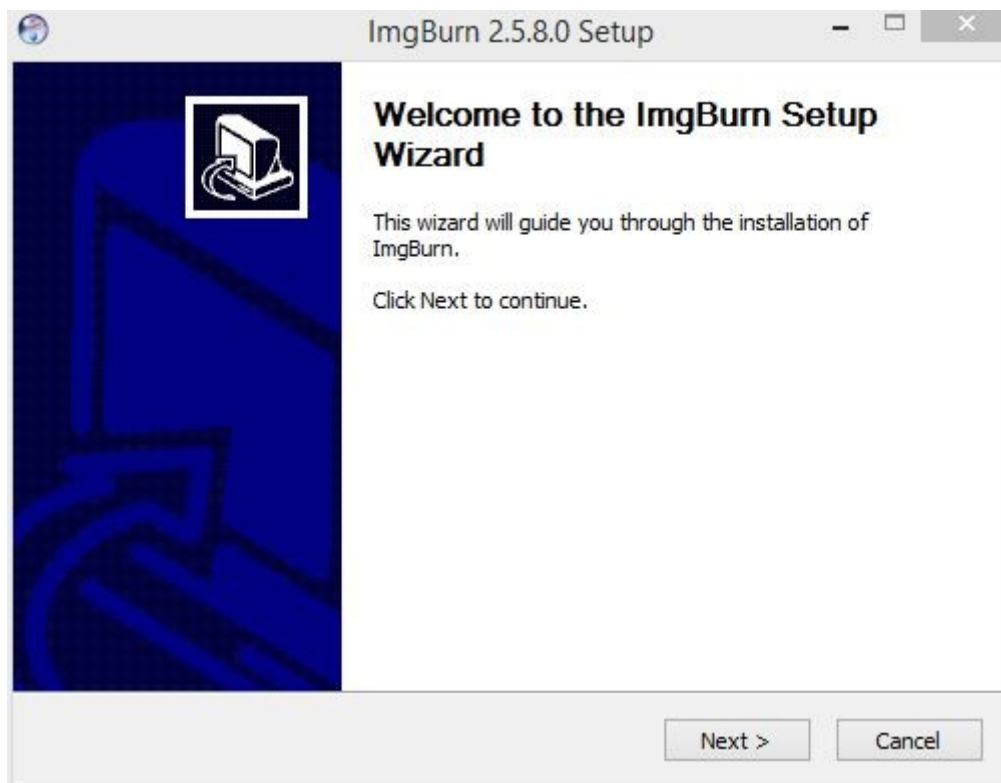 ImgBurn 2.5.8.0 Setup
Welcome to the ImgBurn Setup
Wizard
This wizard will guide you through the installation of
ImgBurn.
Click Next to continue.
Next >
Cancel